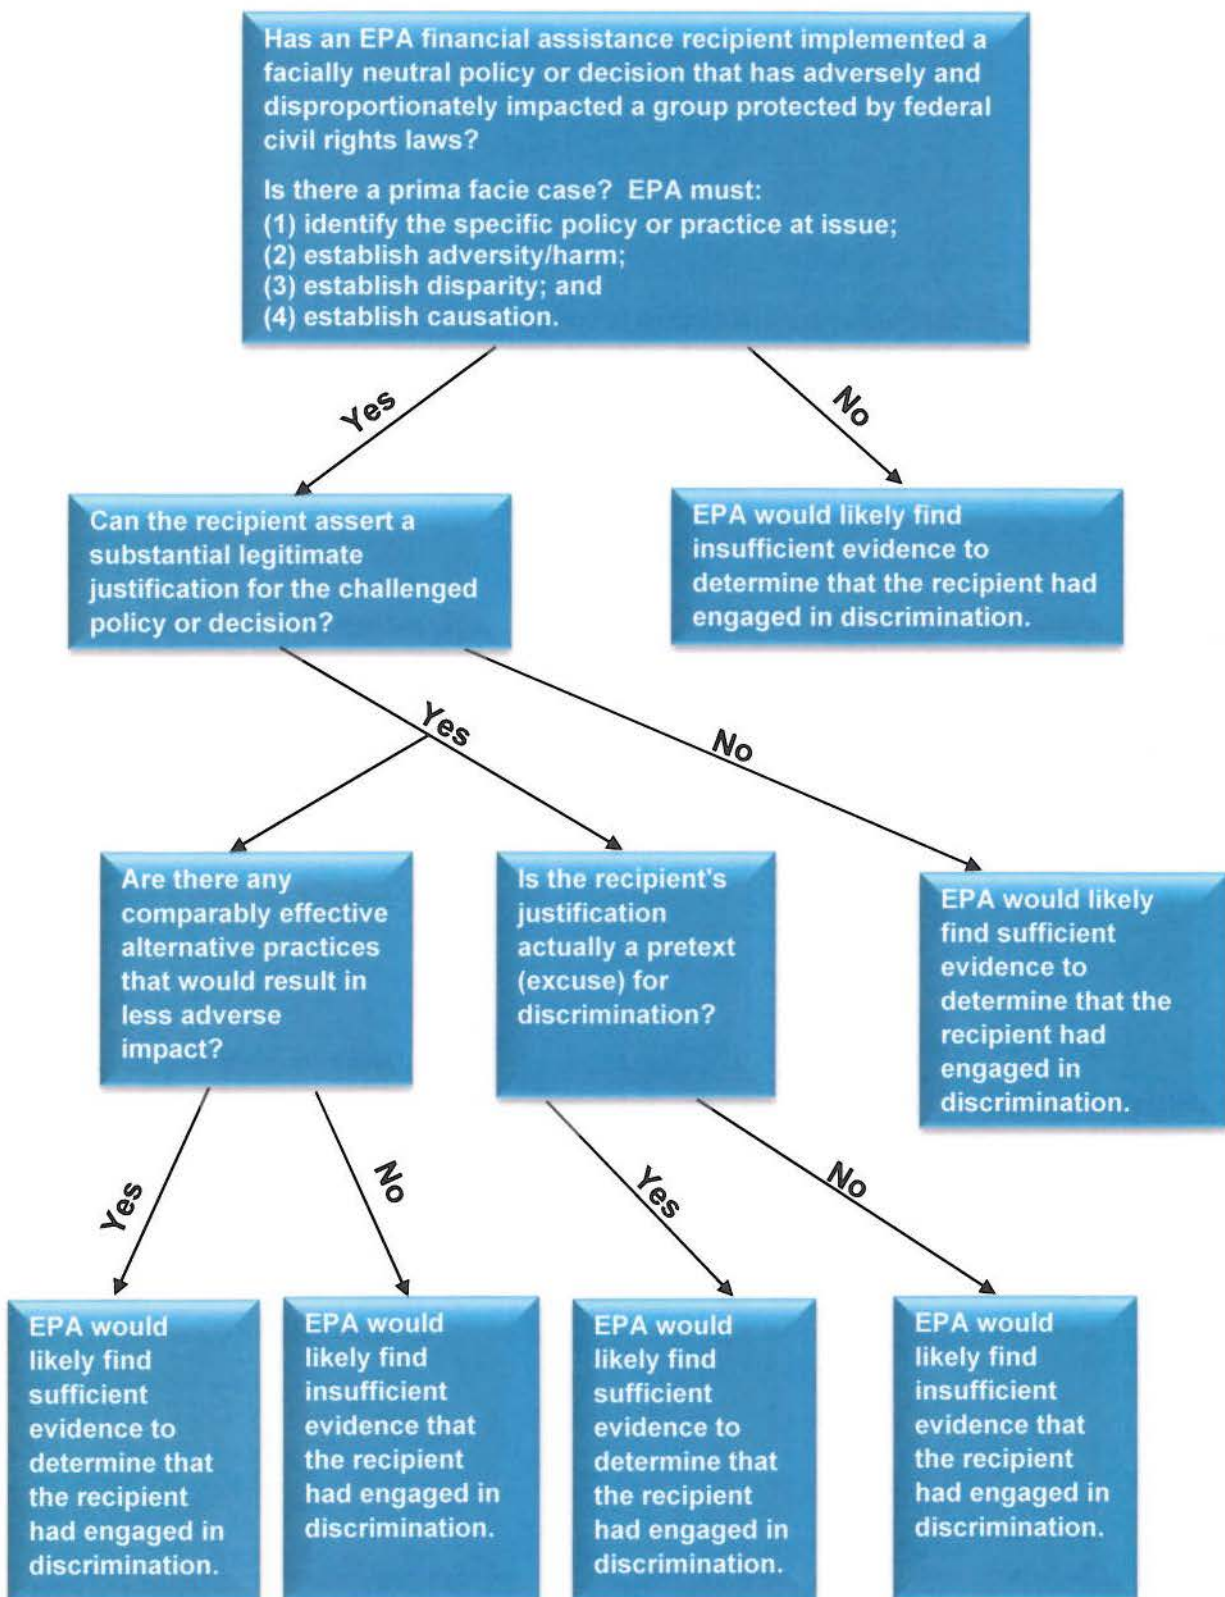 Has an EPA financial assistance recipient implemented a
facially neutral policy or decision that has adversely and
disproportionately impacted a group protected by federal
civil rights laws?
Is there a prima facie case? EPA must:
(1) identify the specific policy or practice at issue;
(2) establish adversity/harm;
(3) establish disparity; and
(4) establish causation.
Yes
No
Can the recipient assert a
substantial legitimate
justification for the challenged
policy or decision?
EPA would likely find
insufficient evidence to
determine that the recipient had
engaged in discrimination.
Yes
No
Are there any
comparably effective
alternative practices
that would result in
less adverse
impact?
Is the recipient's
justification
actually a pretext
(excuse) for
discrimination?
EPA would likely
find sufficient
evidence to
determine that the
recipient had
engaged in
discrimination.
Yes
No
Yes
No
EPA would
likely find
sufficient
evidence to
determine that
the recipient
had engaged in
discrimination.
EPA would
likely find
insufficient
evidence that
the recipient
had engaged in
discrimination.
EPA would
likely find
sufficient
evidence to
determine that
the recipient
had engaged in
discrimination.
EPA would
likely find
insufficient
evidence that
the recipient
had engaged in
discrimination.